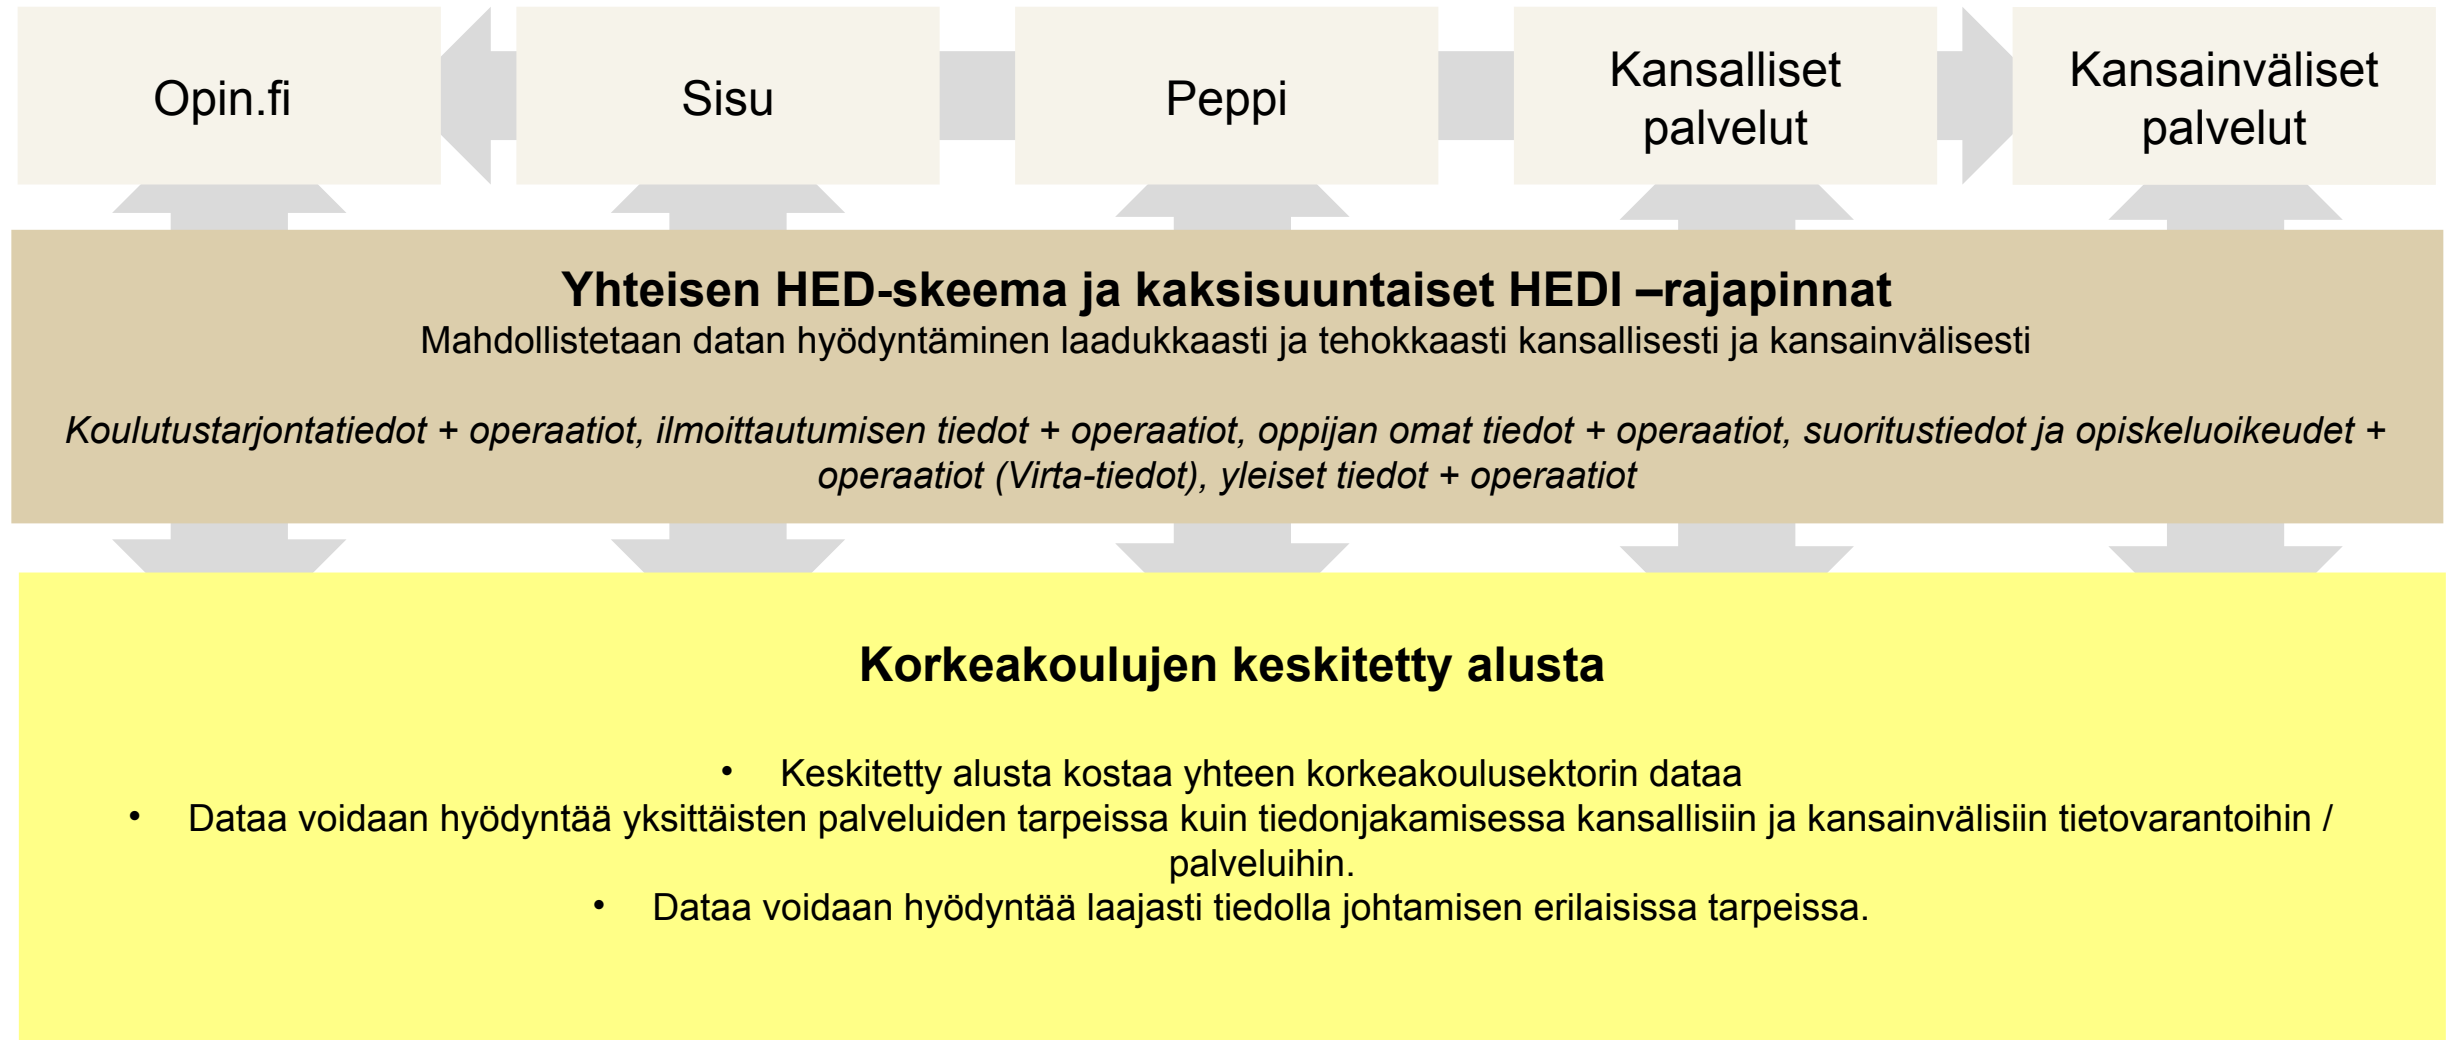 Opin.fi
Sisu
Peppi
Kansalliset
palvelut
Kansainväliset
palvelut
Yhteisen HED-skeema ja kaksisuuntaiset HEDI –rajapinnat
Mahdollistetaan datan hyödyntäminen laadukkaasti ja tehokkaasti kansallisesti ja kansainvälisesti
Koulutustarjontatiedot + operaatiot, ilmoittautumisen tiedot + operaatiot, oppijan omat tiedot + operaatiot, suoritustiedot ja opiskeluoikeudet +
operaatiot (Virta-tiedot), yleiset tiedot + operaatiot
Korkeakoulujen keskitetty alusta
• Keskitetty alusta kostaa yhteen korkeakoulusektorin dataa
• Dataa voidaan hyödyntää yksittäisten palveluiden tarpeissa kuin tiedonjakamisessa kansallisiin ja kansainvälisiin tietovarantoihin /
palveluihin.
• Dataa voidaan hyödyntää laajasti tiedolla johtamisen erilaisissa tarpeissa.